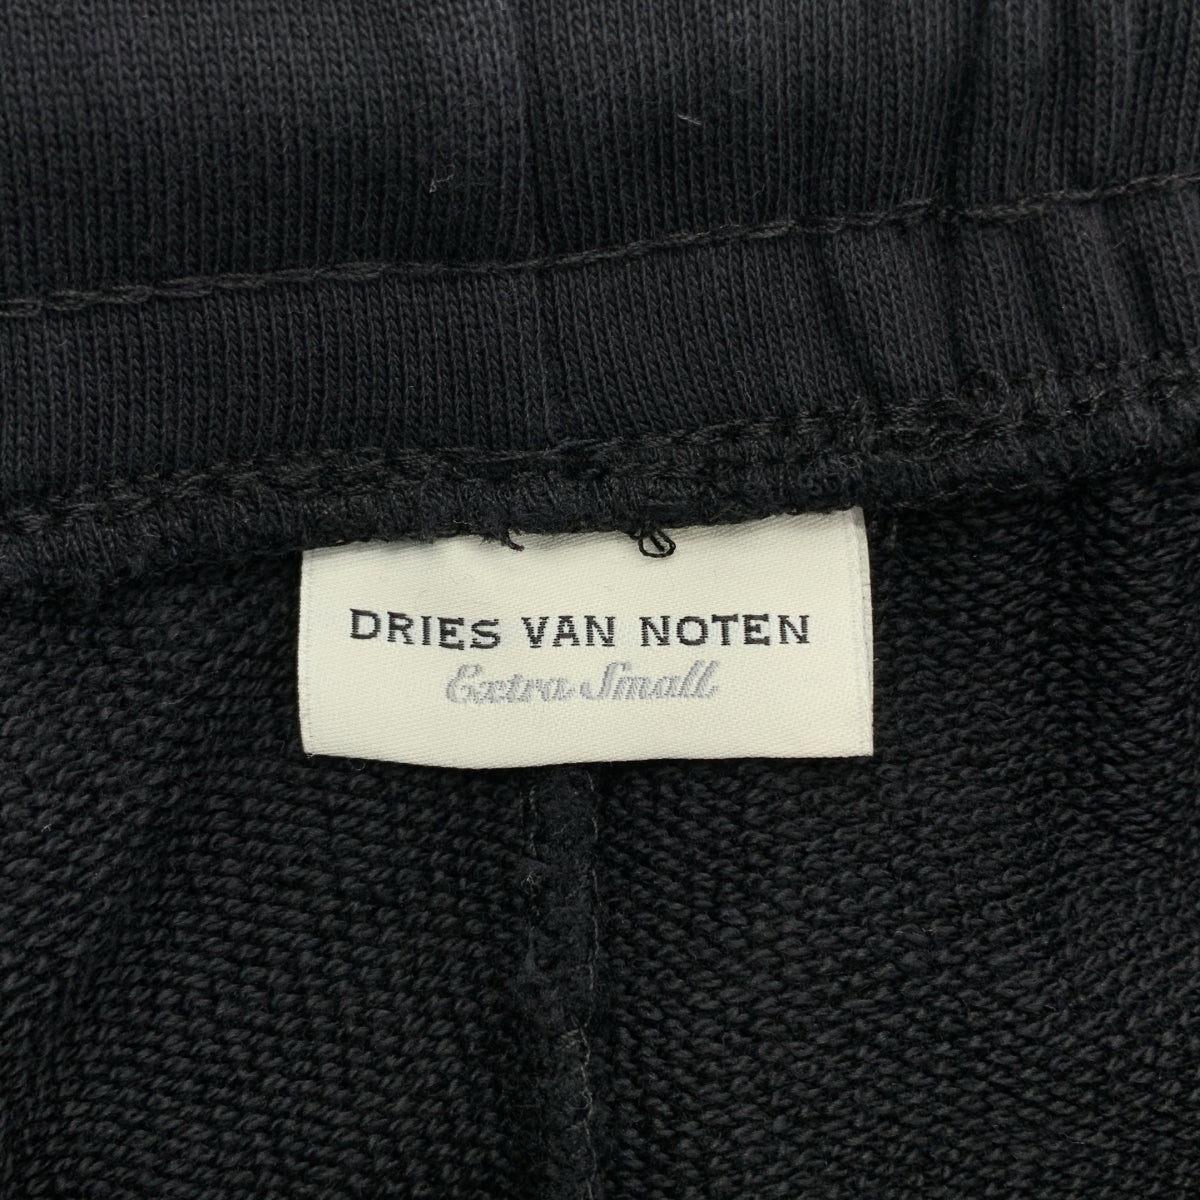 DRIES VAN NOTEN
Extra Small